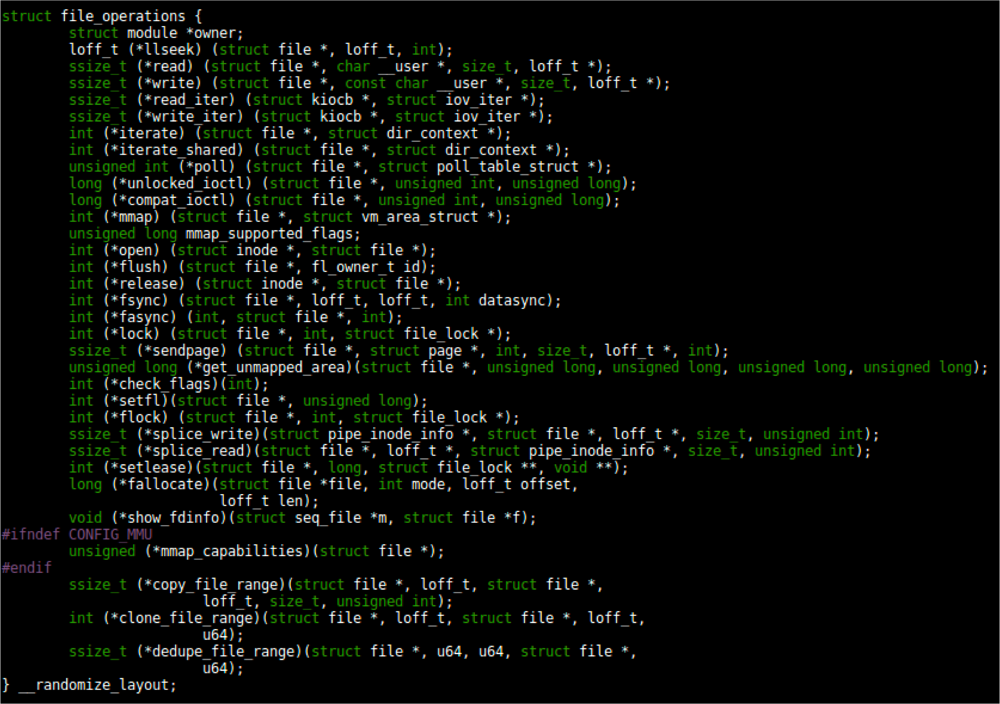 struct file_operations {
        struct module *owner;
        loff_t (*llseek) (struct file *, loff_t, int);
        ssize_t (*read) (struct file *, char __user *, size_t, loff_t *);
        ssize_t (*write) (struct file *, const char __user *, size_t, loff_t *);
        ssize_t (*read_iter) (struct kiocb *, struct iov_iter *);
        ssize_t (*write_iter) (struct kiocb *, struct iov_iter *);
        int (*iterate) (struct file *, struct dir_context *);
        int (*iterate_shared) (struct file *, struct dir_context *);
        unsigned int (*poll) (struct file *, struct poll_table_struct *);
        long (*unlocked_ioctl) (struct file *, unsigned int, unsigned long);
        long (*compat_ioctl) (struct file *, unsigned int, unsigned long);
        int (*mmap) (struct file *, struct vm_area_struct *);
        unsigned long mmap_supported_flags;
        int (*open) (struct inode *, struct file *);
        int (*flush) (struct file *, fl_owner_t id);
        int (*release) (struct inode *, struct file *);
        int (*fsync) (struct file *, loff_t, loff_t, int datasync);
        int (*fasync) (int, struct file *, int);
        int (*lock) (struct file *, int, struct file_lock *);
        ssize_t (*sendpage) (struct file *, struct page *, int, size_t, loff_t *, int);
        unsigned long (*get_unmapped_area)(struct file *, unsigned long, unsigned long, unsigned long, unsigned long);
        int (*check_flags)(int);
        int (*setfl)(struct file *, unsigned long);
        int (*flock) (struct file *, int, struct file_lock *);
        ssize_t (*splice_write)(struct pipe_inode_info *, struct file *, loff_t *, size_t, unsigned int);
        ssize_t (*splice_read)(struct file *, loff_t *, struct pipe_inode_info *, size_t, unsigned int);
        int (*setlease)(struct file *, long, struct file_lock **, void **);
        long (*fallocate)(struct file *file, int mode, loff_t offset,
                          loff_t len);
        void (*show_fdinfo)(struct seq_file *m, struct file *f);
#ifndef CONFIG_MMU
        unsigned (*mmap_capabilities)(struct file *);
#endif
        ssize_t (*copy_file_range)(struct file *, loff_t, struct file *,
                        loff_t, size_t, unsigned int);
        int (*clone_file_range)(struct file *, loff_t, struct file *, loff_t,
                        u64);
        ssize_t (*dedupe_file_range)(struct file *, u64, u64, struct file *,
                        u64);
} __randomize_layout;